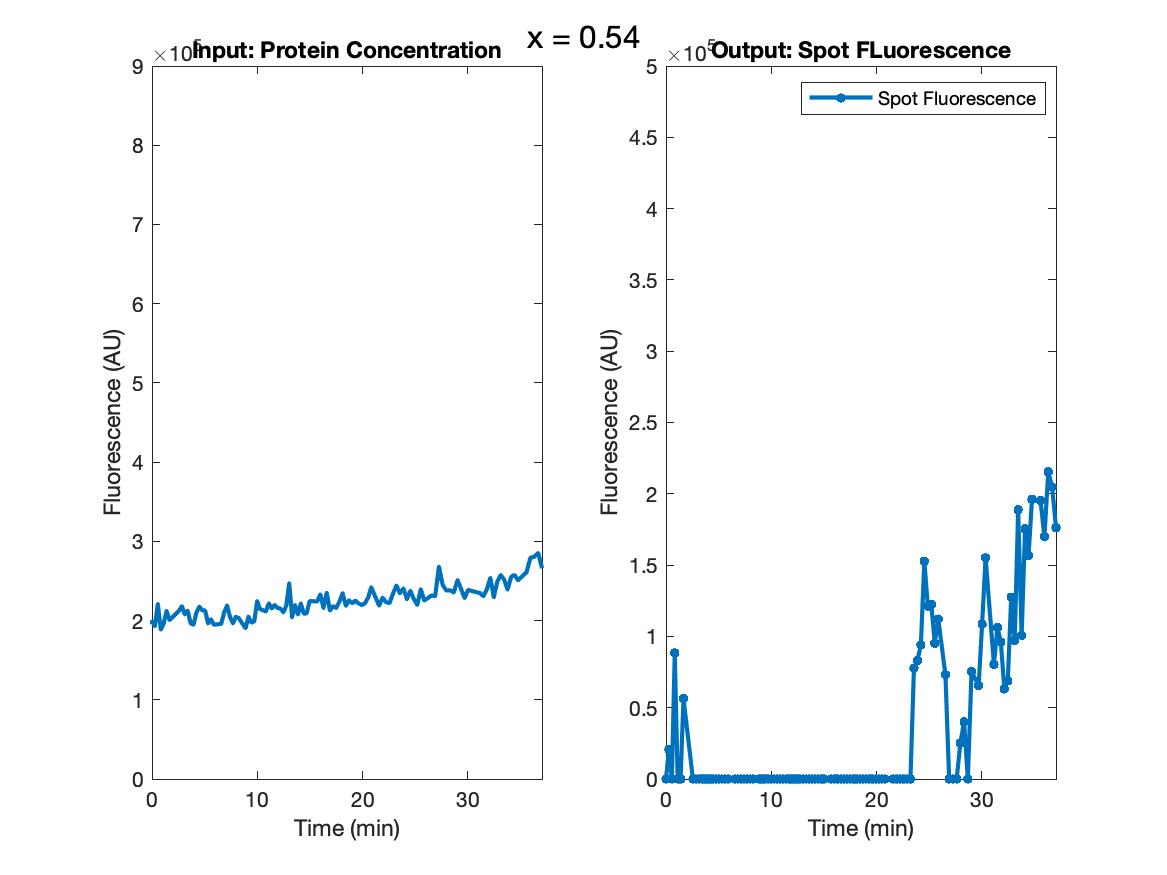 x = 0.54
×105
Input: Protein Concentration
9
8
7
6
5
4
3
2
1
0
0 10 20 30
Fluorescence (AU)
Time (min)
×105
Output: Spot FLuorescence
Spot Fluorescence
5
4.5
4
3.5
3
2.5
2
1.5
1
0.5
0
0 10 20 30
Fluorescence (AU)
Time (min)